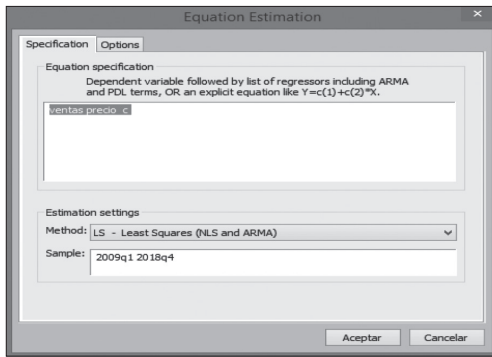 Equation Estimation
×
Specification Options
Equation specification
Dependent variable followed by list of regressors including ARMA
and PDL terms, OR an explicit equation like Y=c(1)+c(2)*X.
ventas precio c
Estimation settings
Method: LS - Least Squares (NLS and ARMA)
Sample: 2009q1 2018q4
Aceptar Cancelar